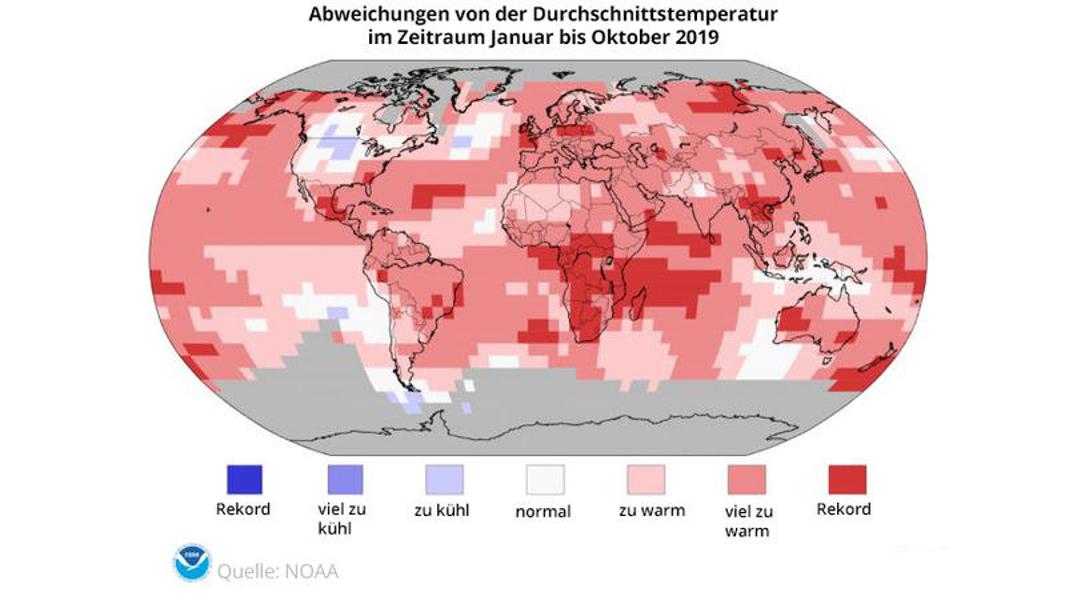 Abweichungen von der Durchschnittstemperatur
im Zeitraum Januar bis Oktober 2019
Rekord
viel zu
kühl
zu kühl
normal
zu warm
viel zu
warm
Rekord
Quelle: NOAA